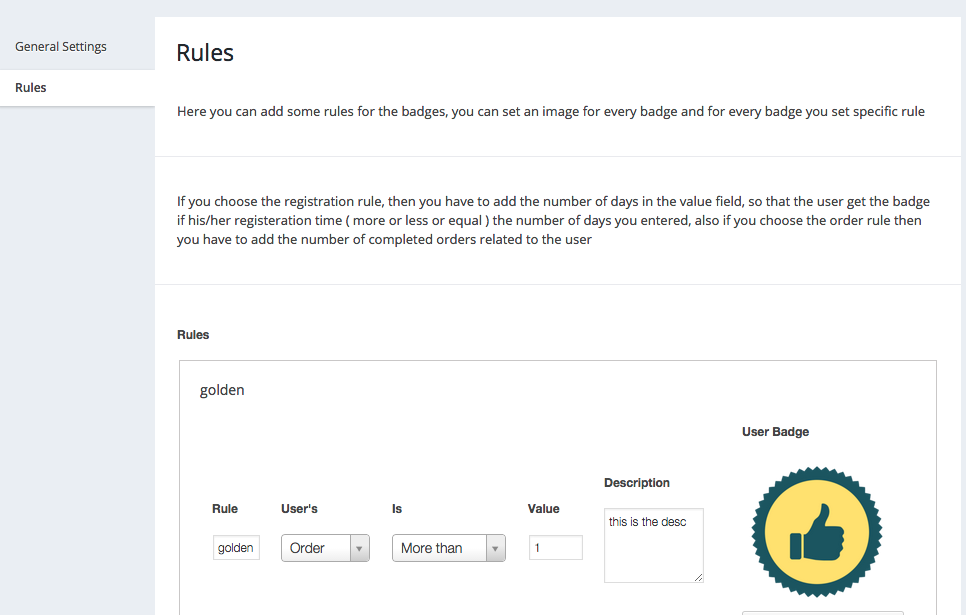 General Settings
Rules
Rules
Here you can add some rules for the badges, you can set an image for every badge and for every badge you set specific rule
If you choose the registration rule, then you have to add the number of days in the value field, so that the user get the badge
if his/her registeration time ( more or less or equal ) the number of days you entered, also if you choose the order rule then
you have to add the number of completed orders related to the user
Rules
golden
User Badge
Description
Rule User's Is Value
this is the desc
golden Order More than 1